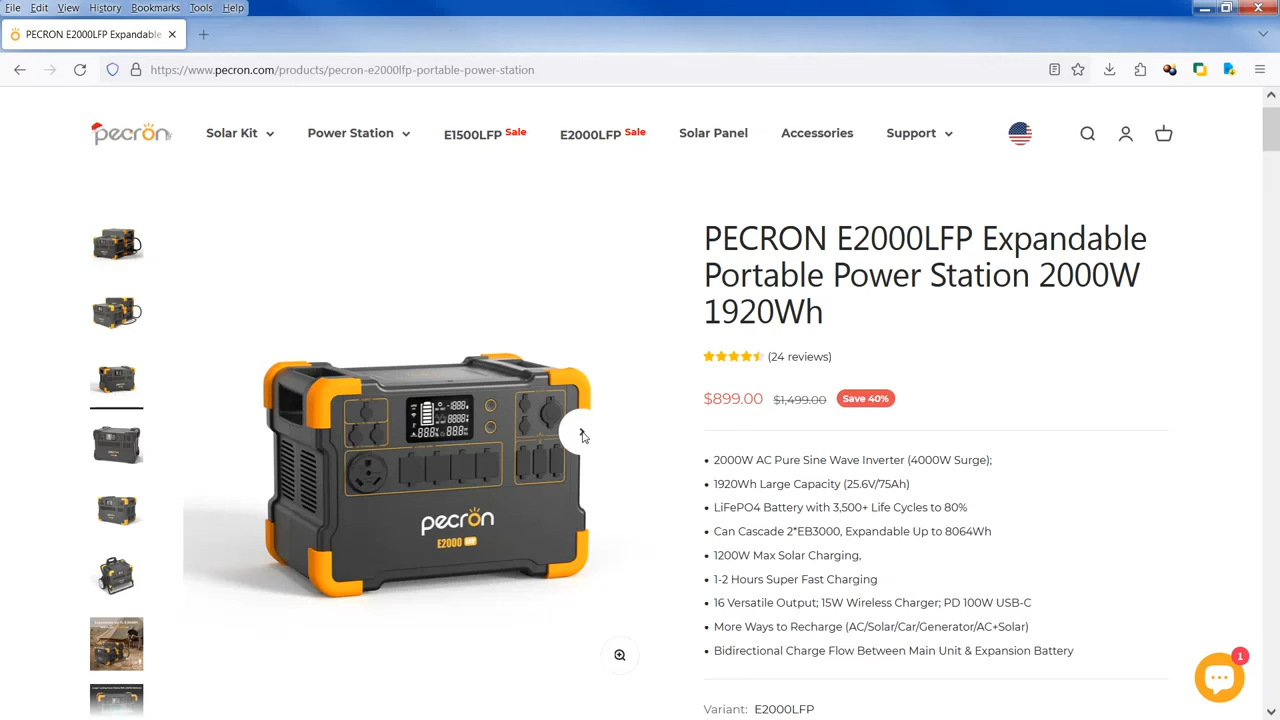 File Edit View History Bookmarks Tools Help
PECRON E2000LFP Expandable
https://www.pecron.com/products/pecron-e2000lfp-portable-power-station
pecron
Solar Kit
Power Station
E1500LFP Sale
E2000LFP Sale
Solar Panel
Accessories
Support
PECRON E2000LFP Expandable
Portable Power Station 2000W
1920Wh
(24 reviews)
$899.00 $1,499.00 Save 40%
• 2000W AC Pure Sine Wave Inverter (4000W Surge);
• 1920Wh Large Capacity (25.6V/75Ah)
• LiFePO4 Battery with 3,500+ Life Cycles to 80%
• Can Cascade 2*EB3000, Expandable Up to 8064Wh
• 1200W Max Solar Charging,
• 1-2 Hours Super Fast Charging
• 16 Versatile Output; 15W Wireless Charger; PD 100W USB-C
• More Ways to Recharge (AC/Solar/Car/Generator/AC+Solar)
• Bidirectional Charge Flow Between Main Unit & Expansion Battery
Variant: E2000LFP
pecron
E2000 LFP
1